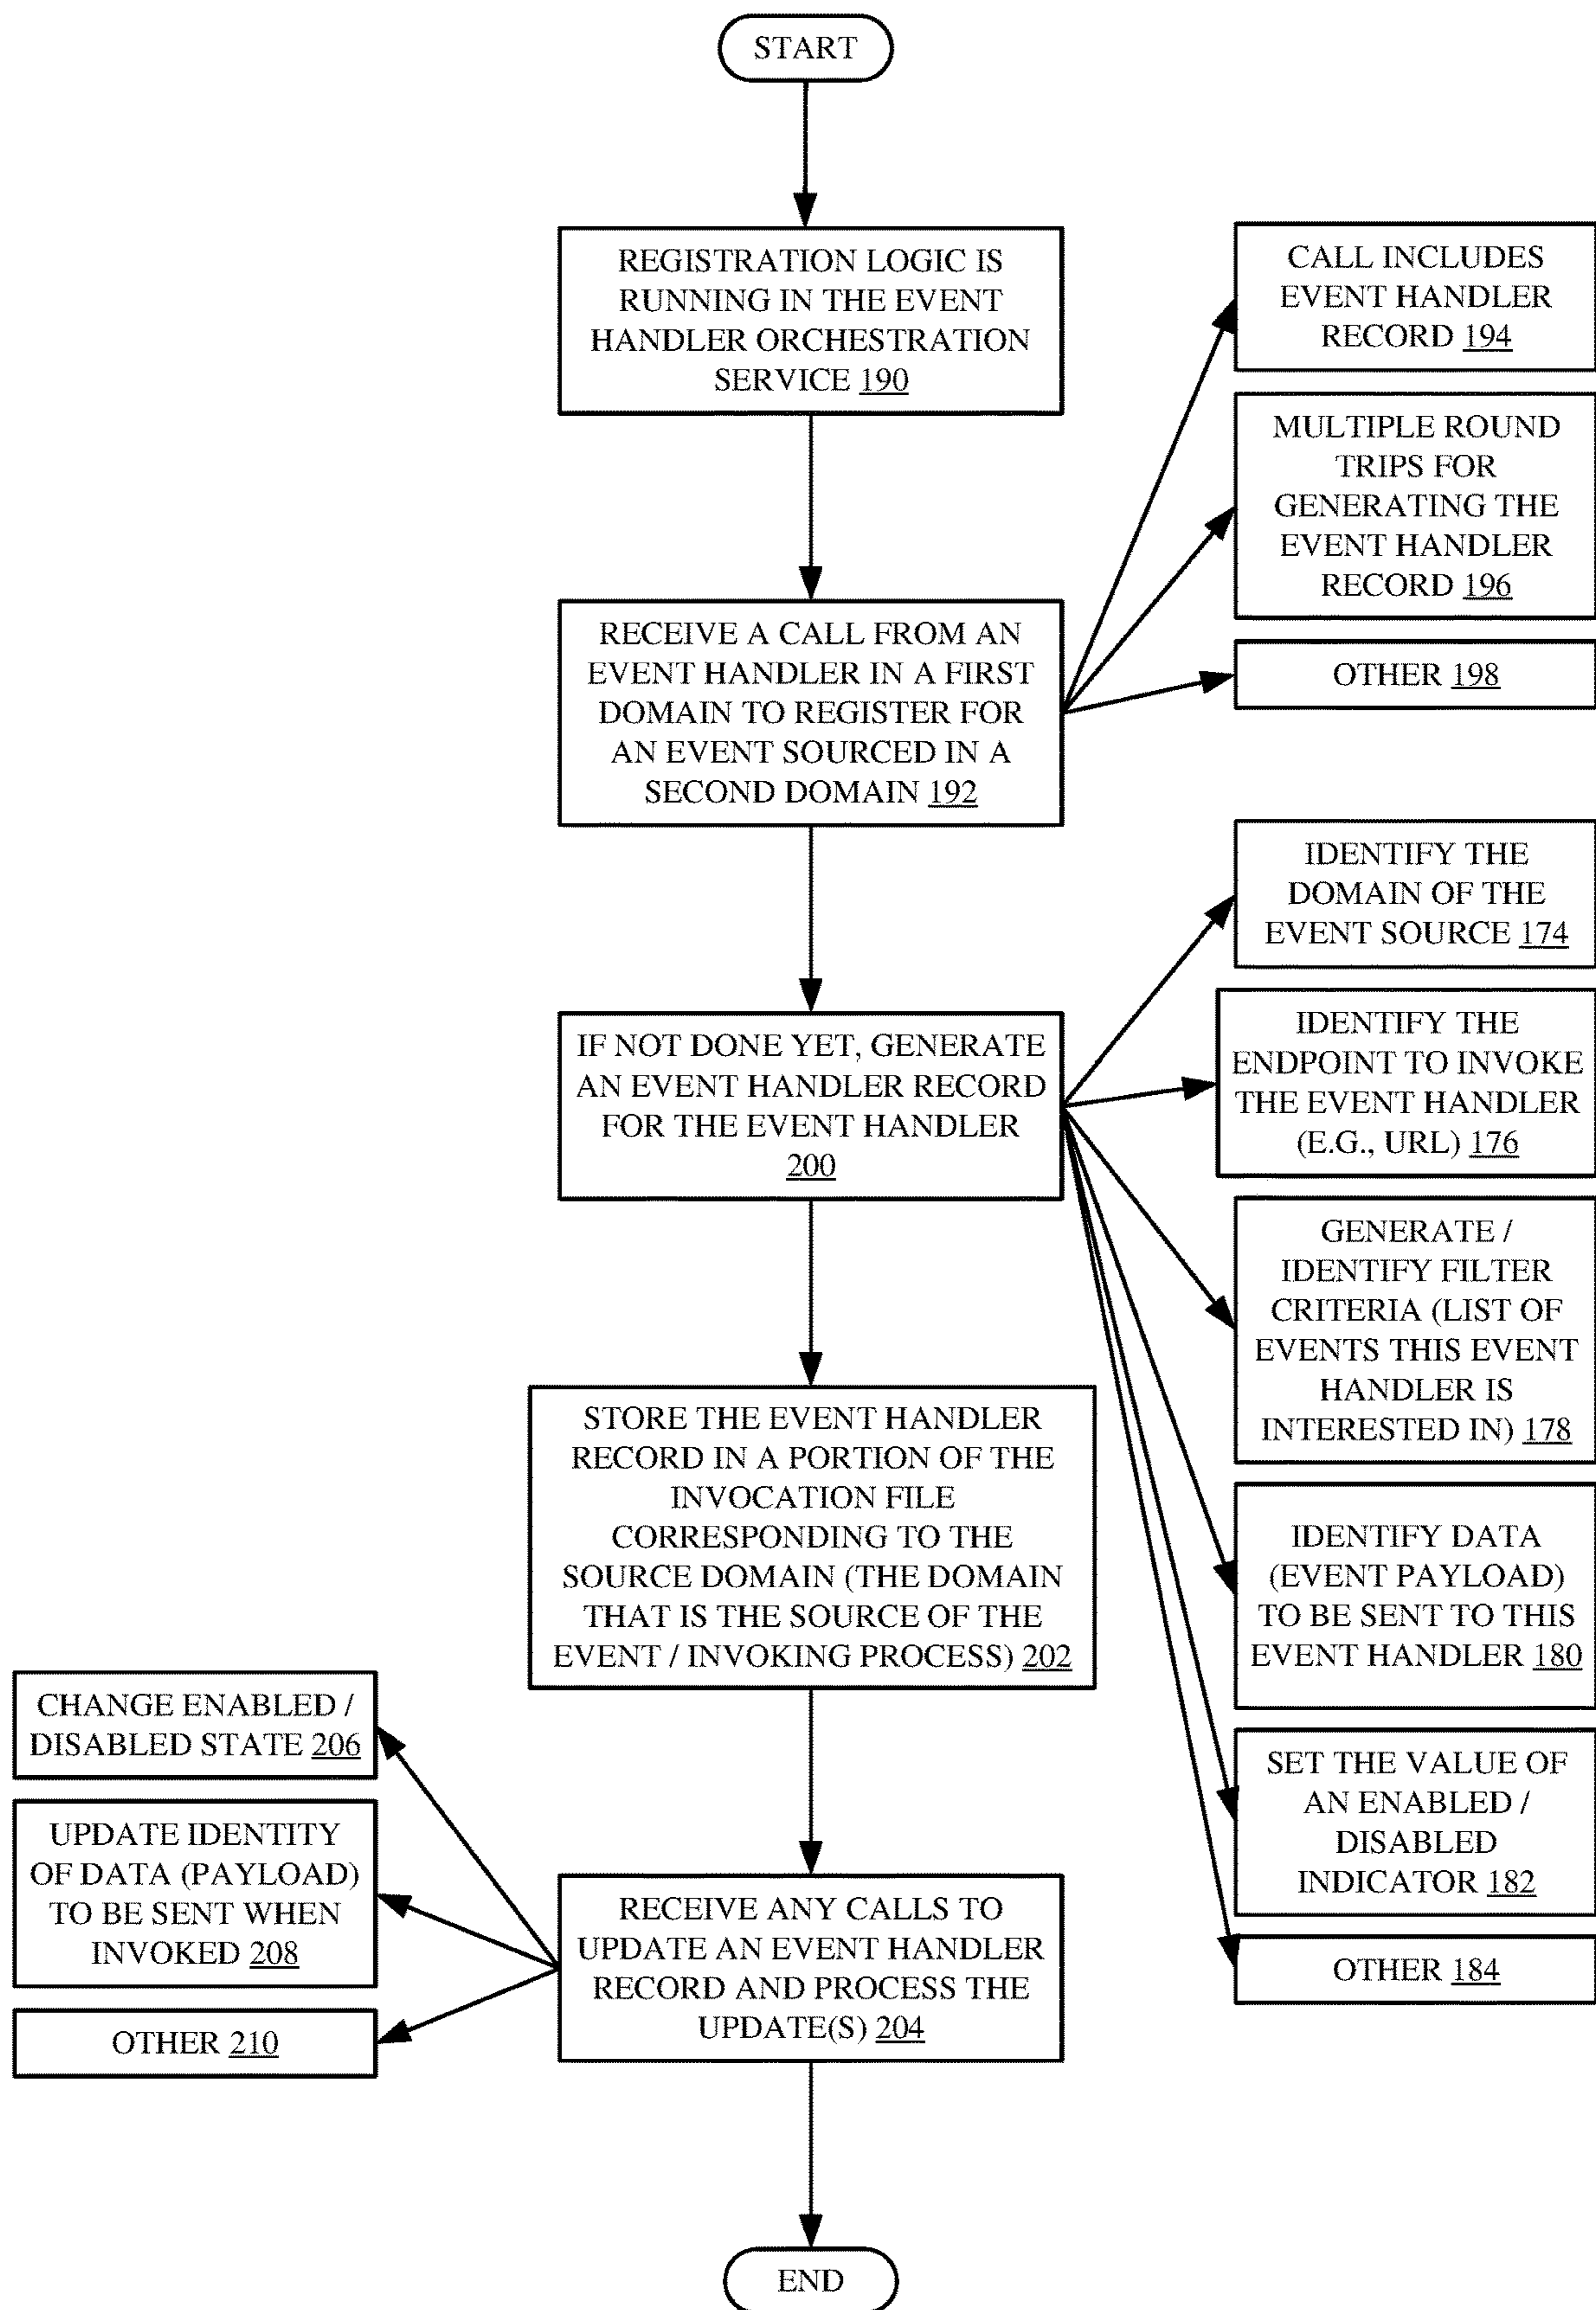 START
REGISTRATION LOGIC IS
RUNNING IN THE EVENT
HANDLER ORCHESTRATION
SERVICE 190
CALL INCLUDES
EVENT HANDLER
RECORD 194
MULTIPLE ROUND
TRIPS FOR
GENERATING THE
EVENT HANDLER
RECORD 196
OTHER 198
RECEIVE A CALL FROM AN
EVENT HANDLER IN A FIRST
DOMAIN TO REGISTER FOR
AN EVENT SOURCED IN A
SECOND DOMAIN 192
IDENTIFY THE
DOMAIN OF THE
EVENT SOURCE 174
IDENTIFY THE
ENDPOINT TO INVOKE
THE EVENT HANDLER
(E.G., URL) 176
IF NOT DONE YET, GENERATE
AN EVENT HANDLER RECORD
FOR THE EVENT HANDLER
200
GENERATE /
IDENTIFY FILTER
CRITERIA (LIST OF
EVENTS THIS EVENT
HANDLER IS
INTERESTED IN) 178
IDENTIFY DATA
(EVENT PAYLOAD)
TO BE SENT TO THIS
EVENT HANDLER 180
SET THE VALUE OF
AN ENABLED /
DISABLED
INDICATOR 182
OTHER 184
STORE THE EVENT HANDLER
RECORD IN A PORTION OF THE
INVOCATION FILE
CORRESPONDING TO THE
SOURCE DOMAIN (THE DOMAIN
THAT IS THE SOURCE OF THE
EVENT / INVOKING PROCESS) 202
CHANGE ENABLED /
DISABLED STATE 206
UPDATE IDENTITY
OF DATA (PAYLOAD)
TO BE SENT WHEN
INVOKED 208
OTHER 210
RECEIVE ANY CALLS TO
UPDATE AN EVENT HANDLER
RECORD AND PROCESS THE
UPDATE(S) 204
END